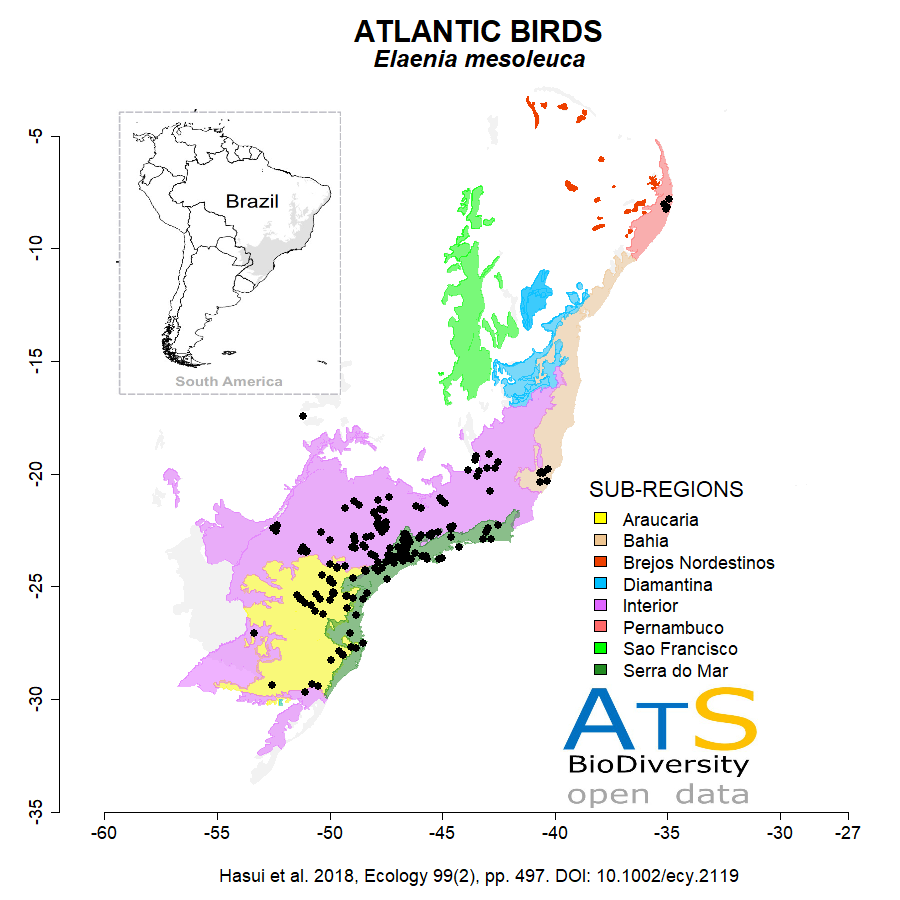 ATLANTIC BIRDS
Elaenia mesoleuca
-5
-10
-15
-20
-25
-30
-35
Brazil
South America
SUB-REGIONS
Araucaria
Bahia
Brejos Nordestinos
Diamantina
Interior
Pernambuco
Sao Francisco
Serra do Mar
ATS
BioDiversity
open data
-60
-55
-50
-45
-40
-35
-30
-27
Hasui et al. 2018, Ecology 99(2), pp. 497. DOI: 10.1002/ecy.2119